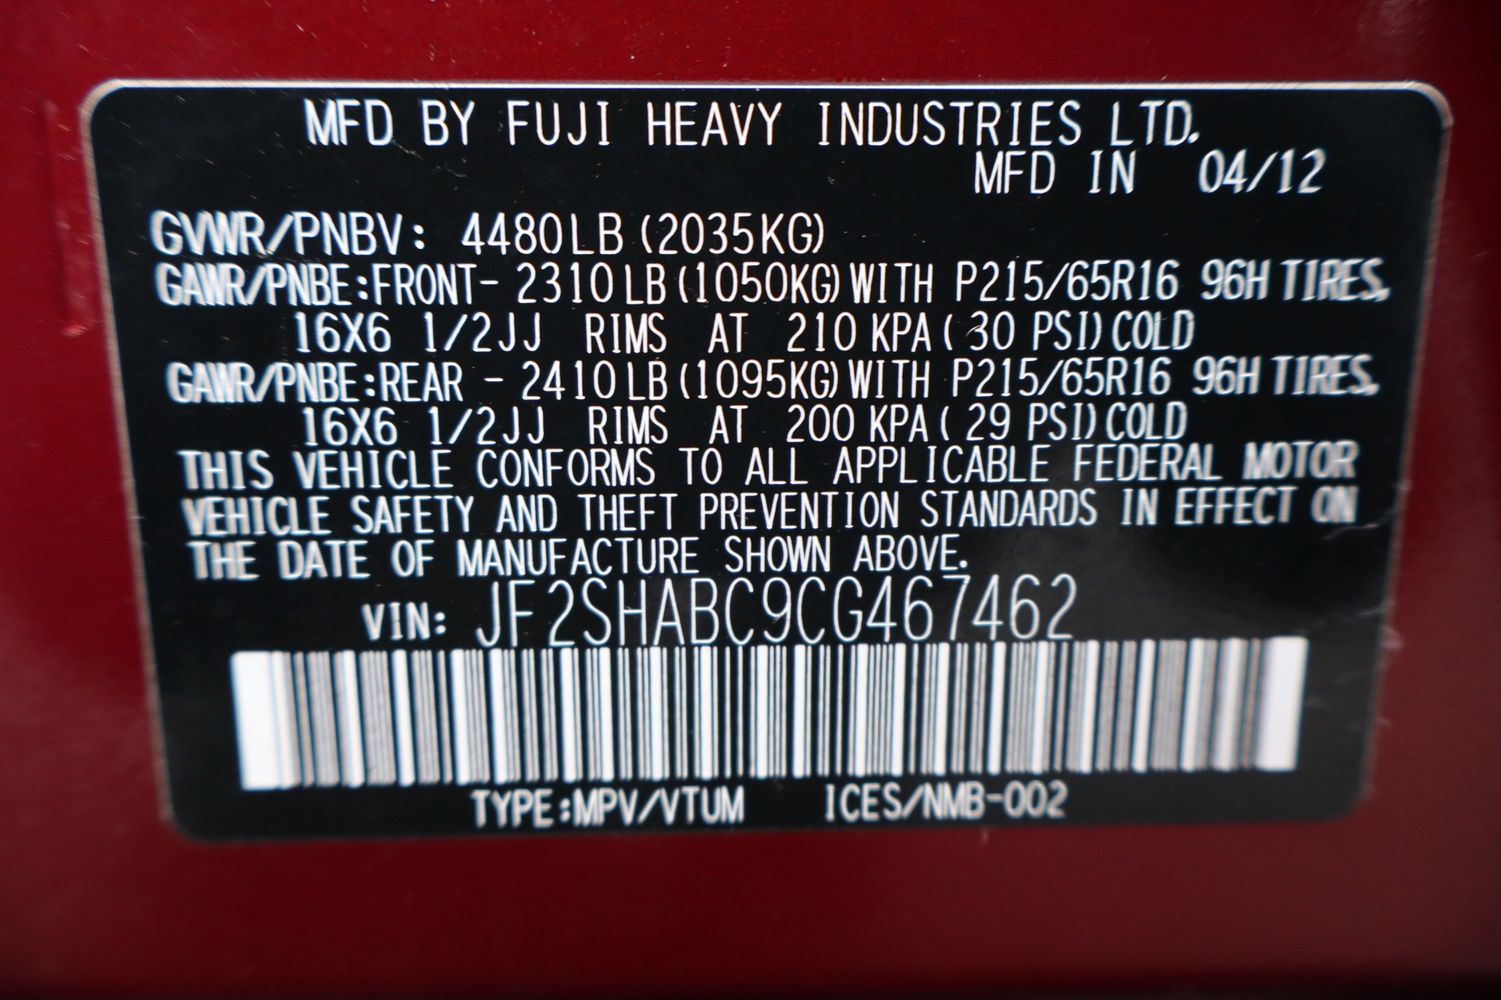 MFD BY FUJI HEAVY INDUSTRIES LTD.
MFD IN 04/12
GVWR/PNBV: 4480LB (2035KG)
GAWR/PNBE:FRONT- 2310LB (1050KG) WITH P215/65R16 96H TIRES,
16X6 1/2JJ RIMS AT 210 KPA ( 30 PSI) COLD
GAWR/PNBE:REAR - 2410LB (1095KG) WITH P215/65R16 96H TIRES,
16X6 1/2JJ RIMS AT 200 KPA ( 29 PSI) COLD
THIS VEHICLE CONFORMS TO ALL APPLICABLE FEDERAL MOTOR
VEHICLE SAFETY AND THEFT PREVENTION STANDARDS IN EFFECT ON
THE DATE OF MANUFACTURE SHOWN ABOVE.
VIN: JF2SHABC9CG467462
TYPE:MPV/VTUM ICES/NMB-002